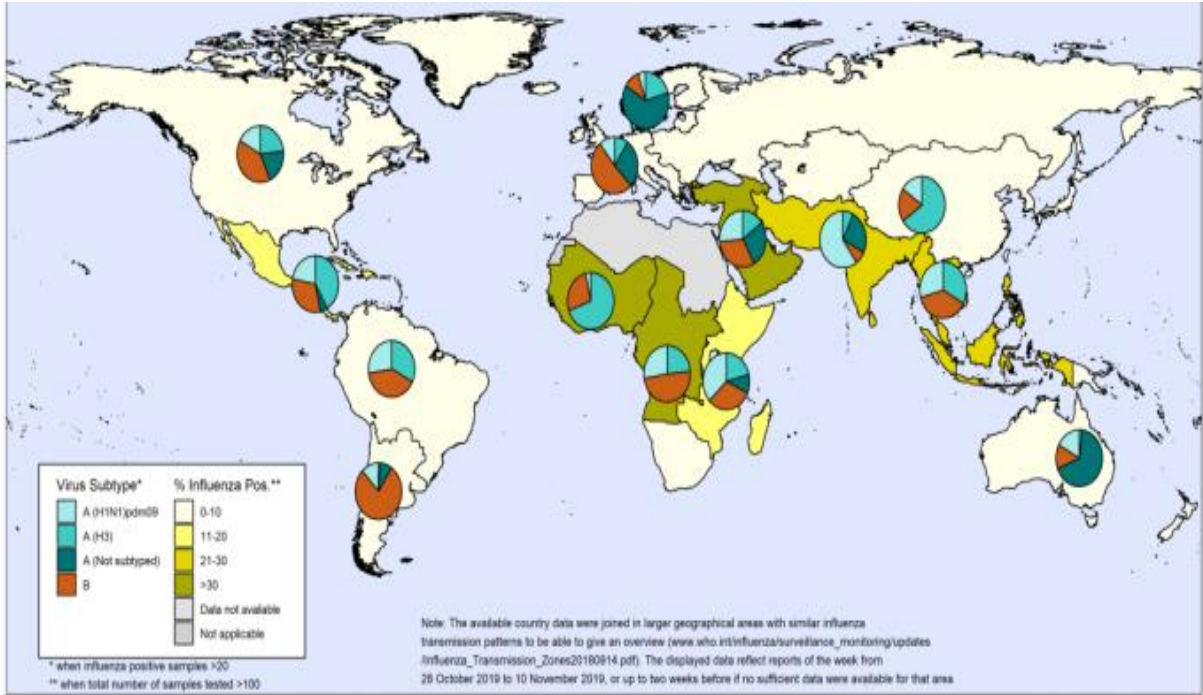 Virus Subtype*
A (H1N1)pdm09
A (H3)
A (Not subtyped)
B
% Influenza Pos.**
0-10
11-20
21-30
>30
Data not available
Not applicable
* when influenza positive samples >20
** when total number of samples tested >100
Note: The available country data were joined in larger geographical areas with similar influenza
transmission patterns to be able to give an overview (www.who.int/influenza/surveillance_monitoring/updates
/Influenza_Transmission_Zones20180914.pdf). The displayed data reflect reports of the week from
28 October 2019 to 10 November 2019, or up to two weeks before if no sufficient data were available for that area